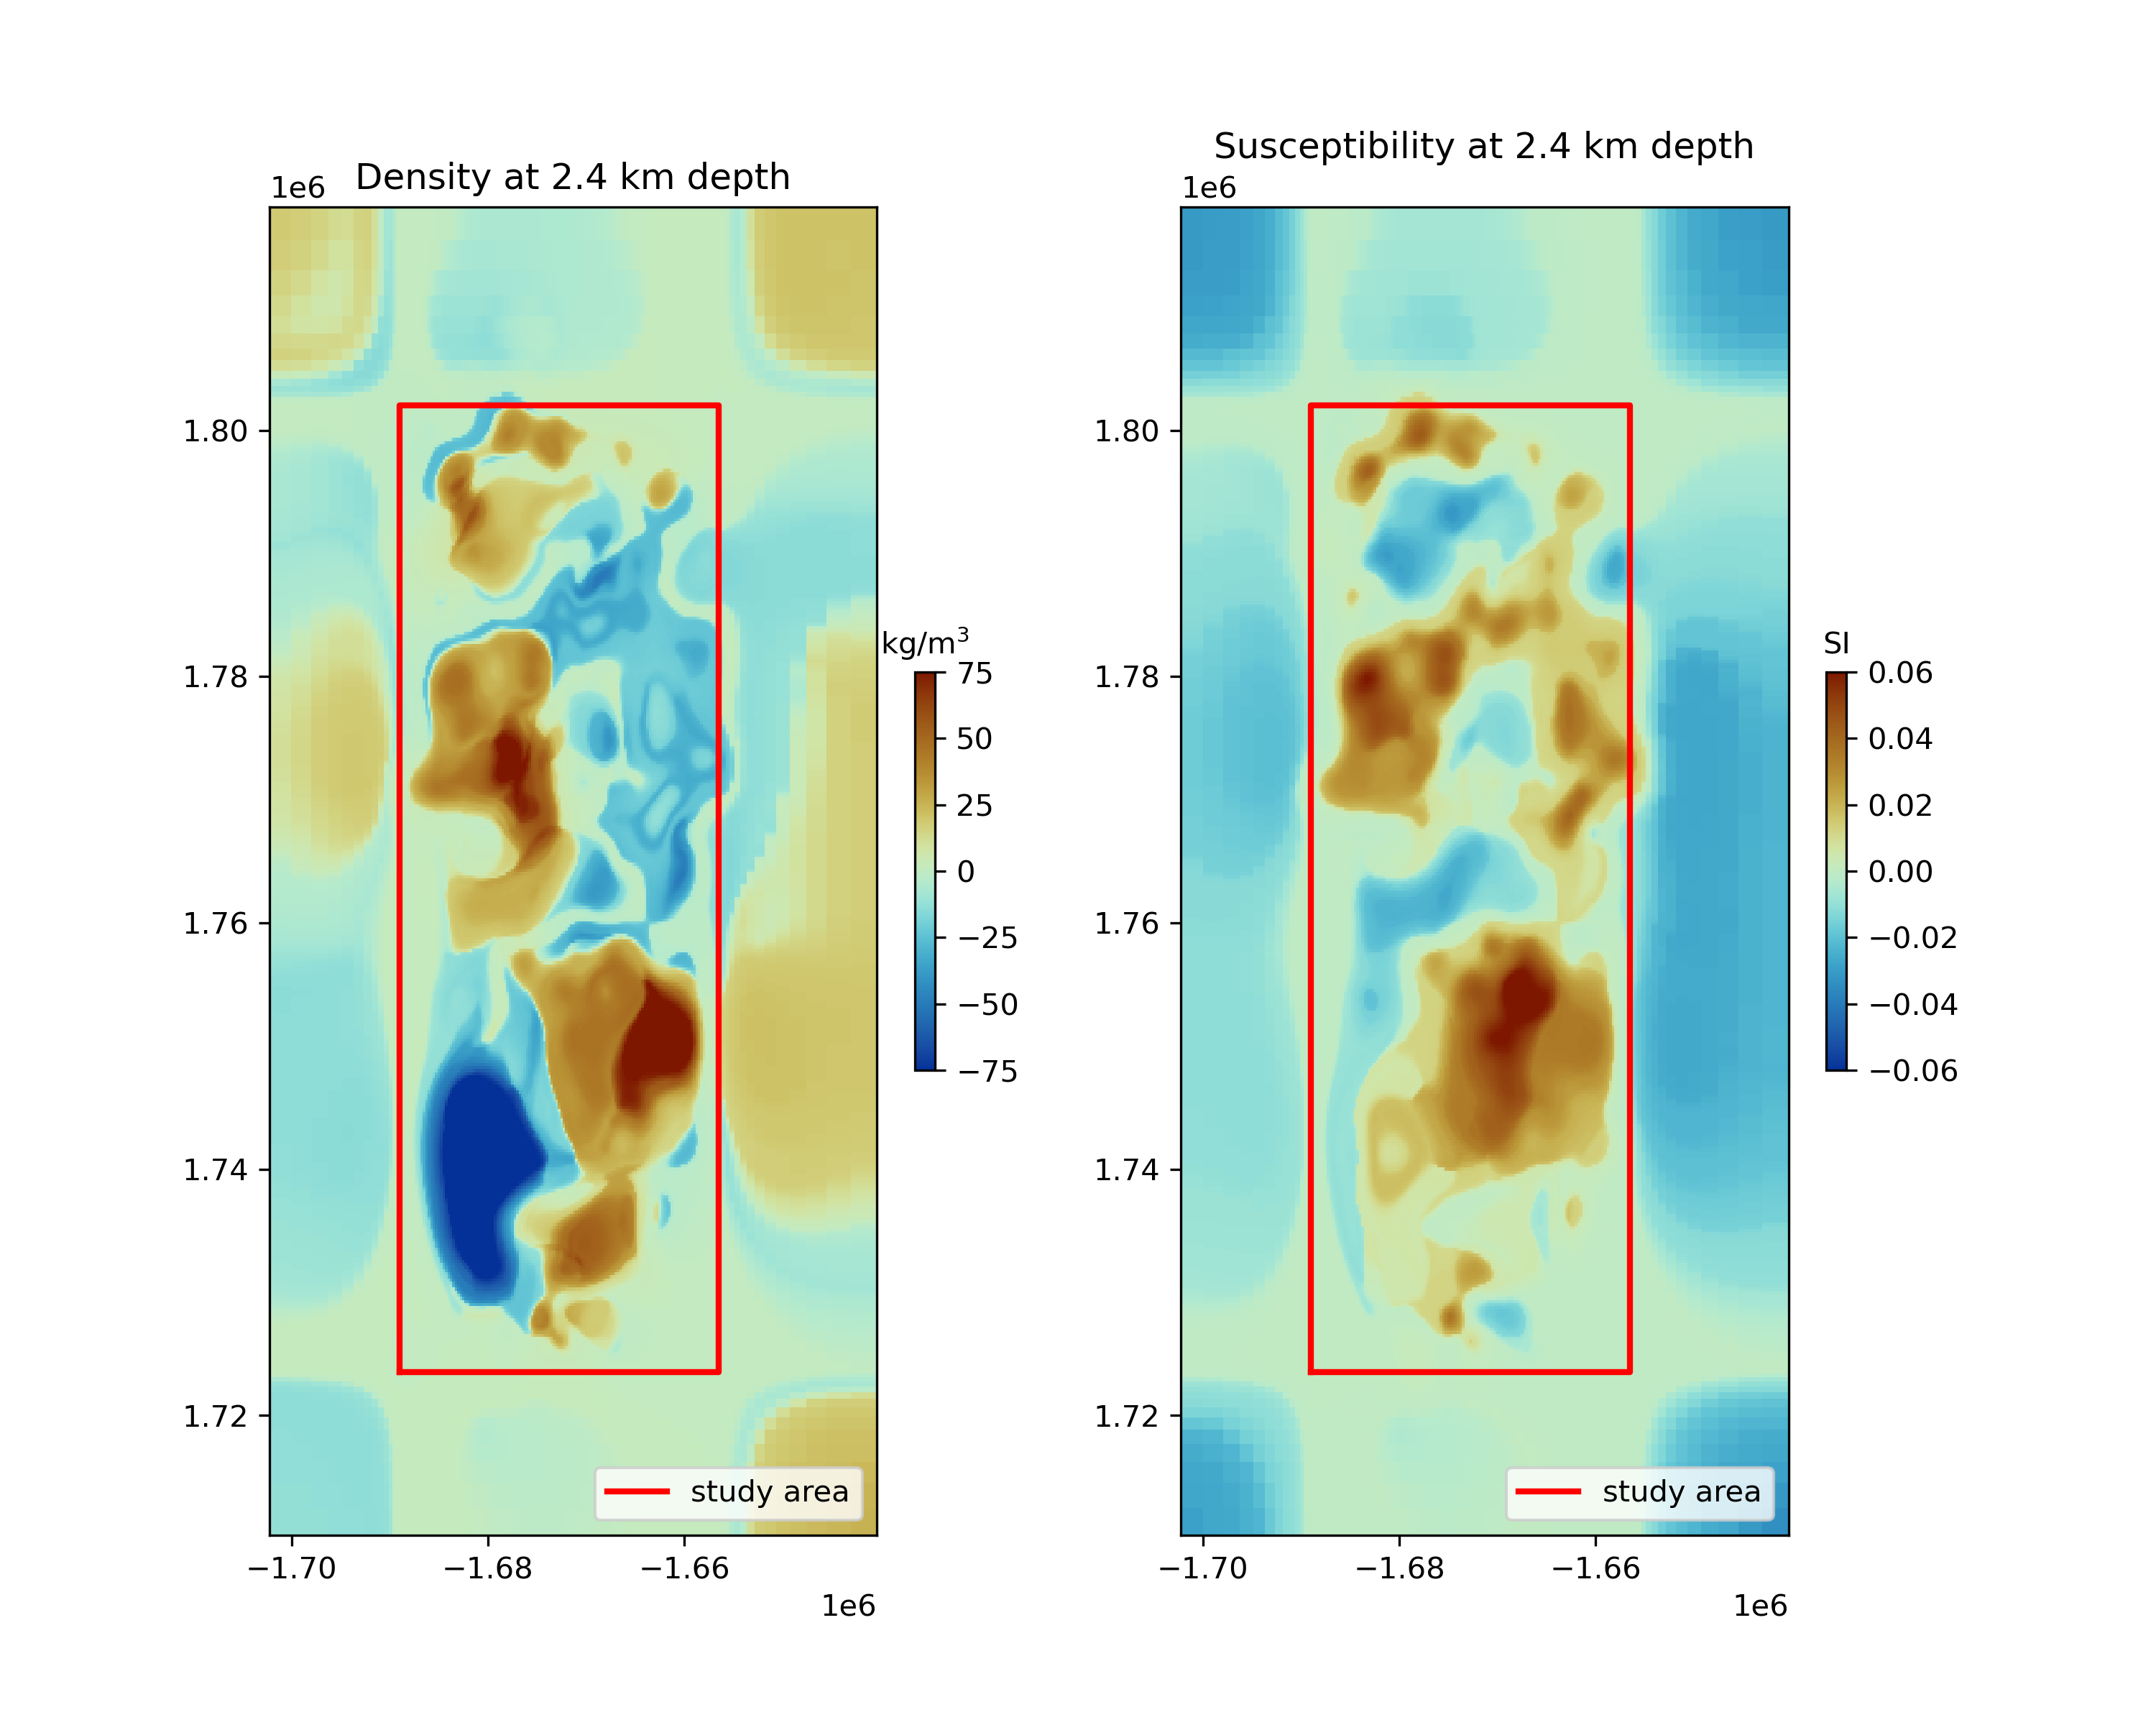 Density at 2.4 km depth
1e6
1.80
1.78
1.76
1.74
1.72
−1.70 −1.68 −1.66
1e6
study area
kg/m³
75
50
25
0
−25
−50
−75
Susceptibility at 2.4 km depth
1e6
1.80
1.78
1.76
1.74
1.72
−1.70 −1.68 −1.66
1e6
study area
SI
0.06
0.04
0.02
0.00
−0.02
−0.04
−0.06